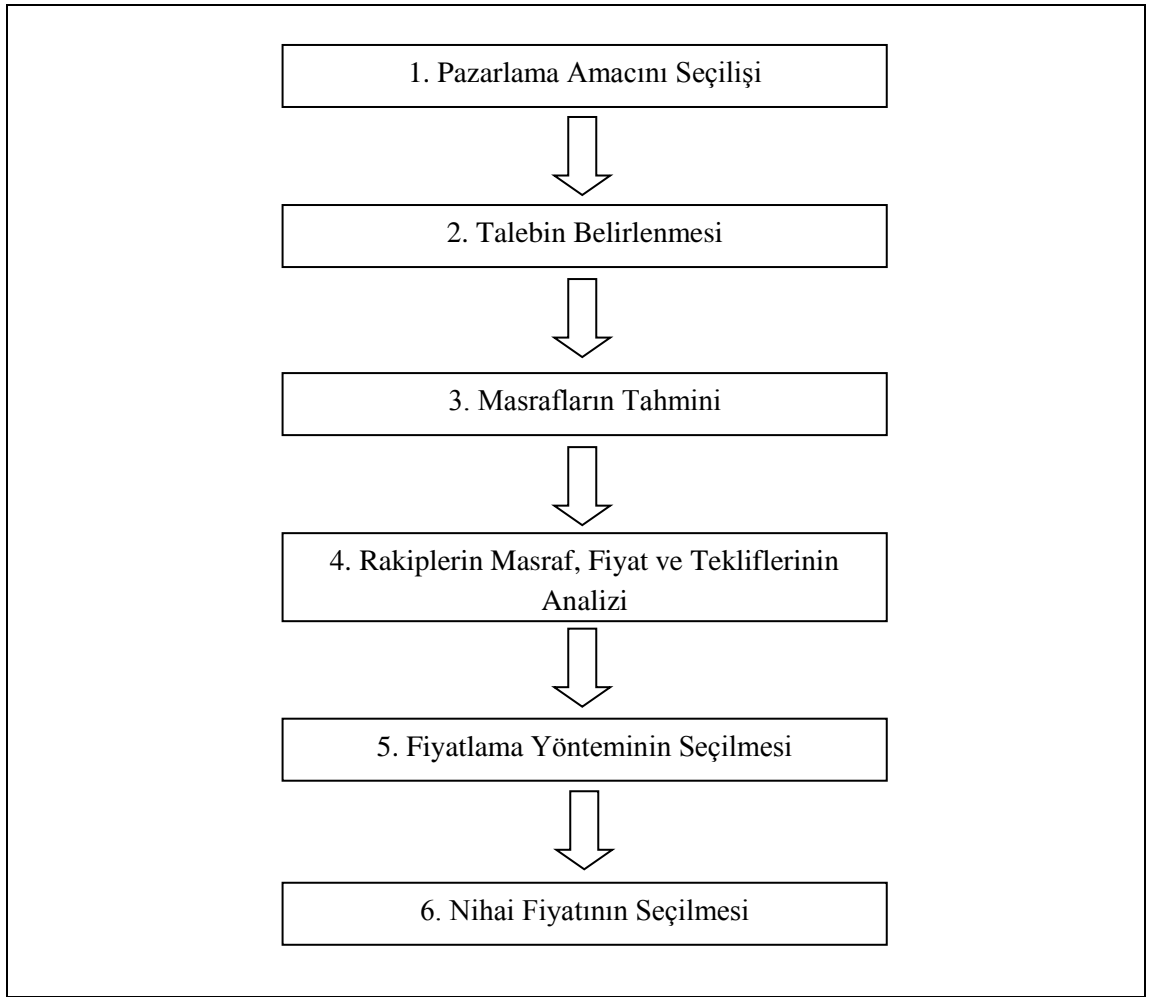 1. Pazarlama Amacını Seçilişi
2. Talebin Belirlenmesi
3. Masrafların Tahmini
4. Rakiplerin Masraf, Fiyat ve Tekliflerinin
Analizi
5. Fiyatlama Yönteminin Seçilmesi
6. Nihai Fiyatının Seçilmesi